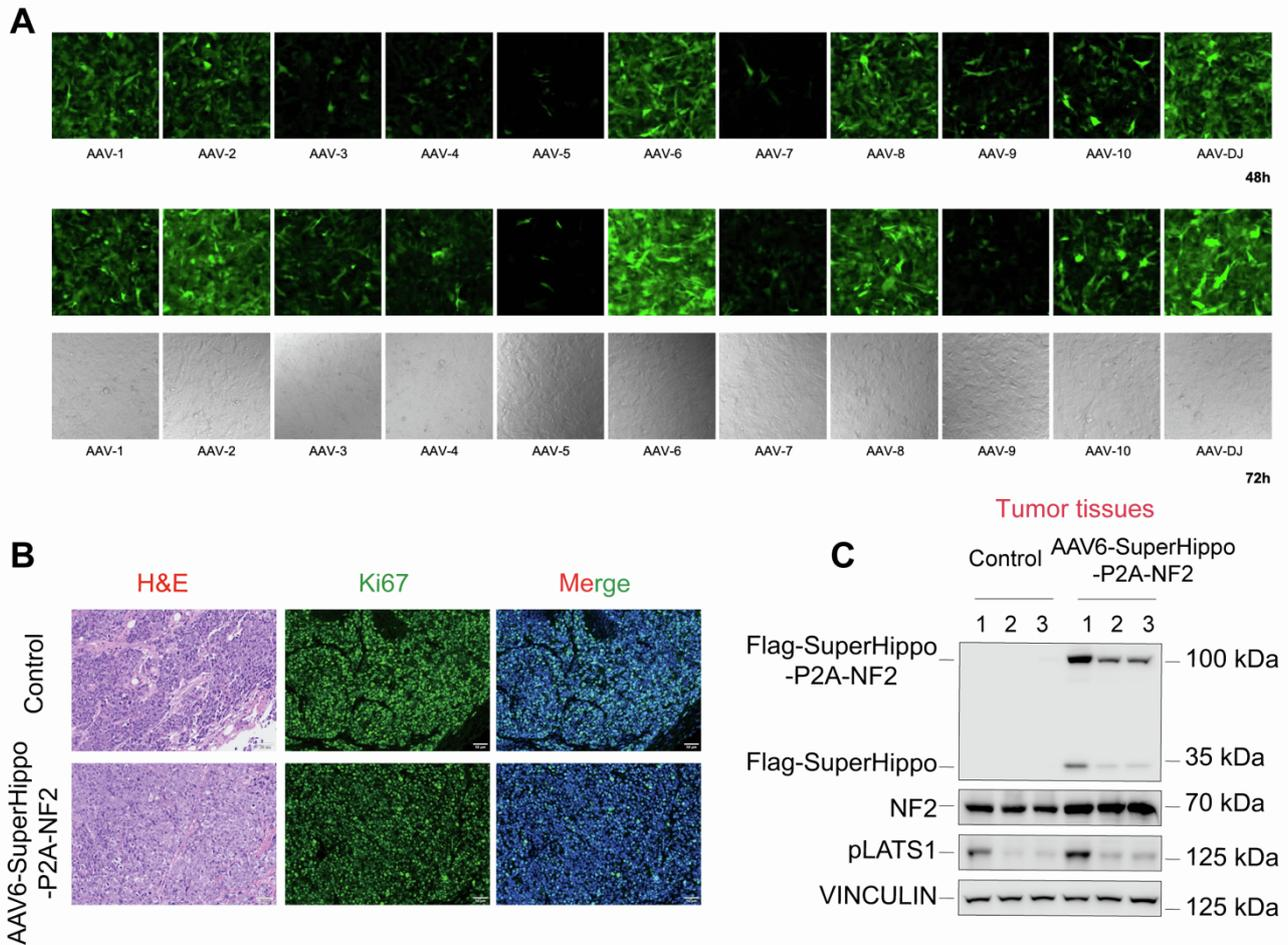 A
AAV-1 AAV-2 AAV-3 AAV-4 AAV-5 AAV-6 AAV-7 AAV-8 AAV-9 AAV-10 AAV-DJ
48h
AAV-1 AAV-2 AAV-3 AAV-4 AAV-5 AAV-6 AAV-7 AAV-8 AAV-9 AAV-10 AAV-DJ
72h
B
H&E Ki67 Merge
Control
AAV6-SuperHippo
-P2A-NF2
C
Tumor tissues
Control AAV6-SuperHippo
-P2A-NF2
1 2 3 1 2 3
Flag-SuperHippo
-P2A-NF2
100 kDa
Flag-SuperHippo 35 kDa
NF2 70 kDa
pLATS1 125 kDa
VINCULIN 125 kDa